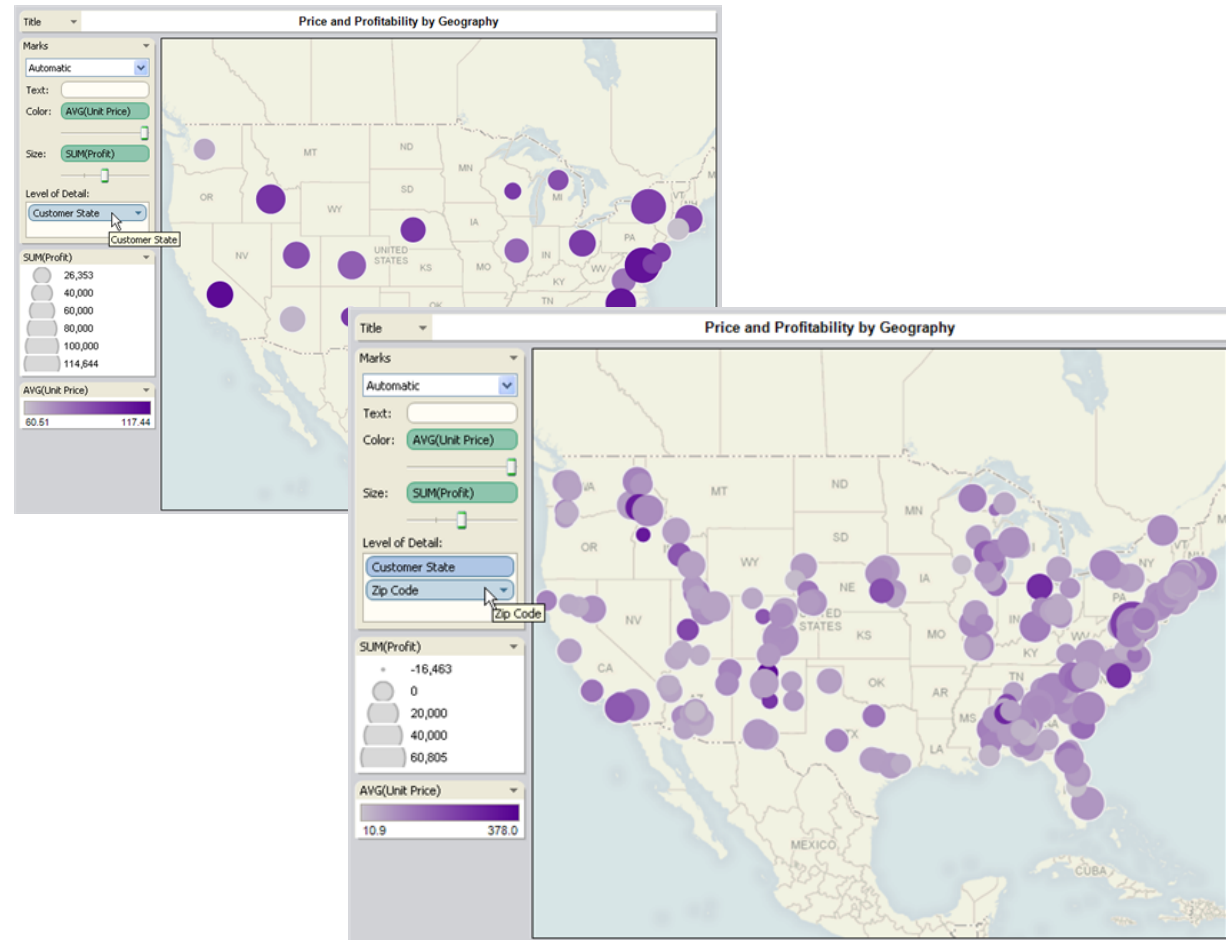 Title
Price and Profitability by Geography
Marks
Automatic
Text:
Color: AVG(Unit Price)
Size: SUM(Profit)
Level of Detail:
Customer State
Customer State
SUM(Profit)
26,353
40,000
60,000
80,000
100,000
114,644
AVG(Unit Price)
60.51 117.44
MT
ND
MN
OR
SD
WY
MI
VT
NH
IA
PA
NV
UNITED
STATES
KS
MO
IN
WV
KY
TN
OK
Title
Price and Profitability by Geography
Marks
Automatic
Text:
Color: AVG(Unit Price)
Size: SUM(Profit)
Level of Detail:
Customer State
Zip Code
Zip Code
SUM(Profit)
-16,463
0
20,000
40,000
60,805
AVG(Unit Price)
10.9 378.0
MT
ND
MN
OR
SD
WY
VT
NY
NE
IA
PA
NV
STATES
KS
MO
IN
WV
KY
CA
TN
OK
AR
MS
LA
MEXICO
CUBA